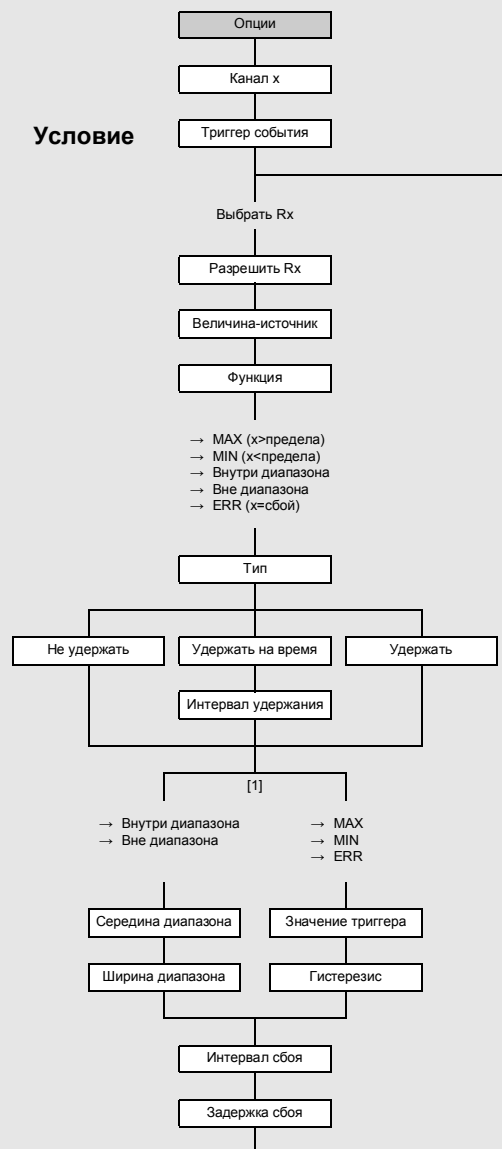 Опции
Канал x
Условие
Триггер события
Выбрать Rx
Разрешить Rx
Величина-источник
Функция
→ MAX (x>предела)
→ MIN (x<предела)
→ Внутри диапазона
→ Вне диапазона
→ ERR (x=сбой)
Тип
Не удержать
Удержать на время
Удержать
Интервал удержания
[1]
→ Внутри диапазона
→ Вне диапазона
→ MAX
→ MIN
→ ERR
Середина диапазона
Значение триггера
Ширина диапазона
Гистерезис
Интервал сбоя
Задержка сбоя